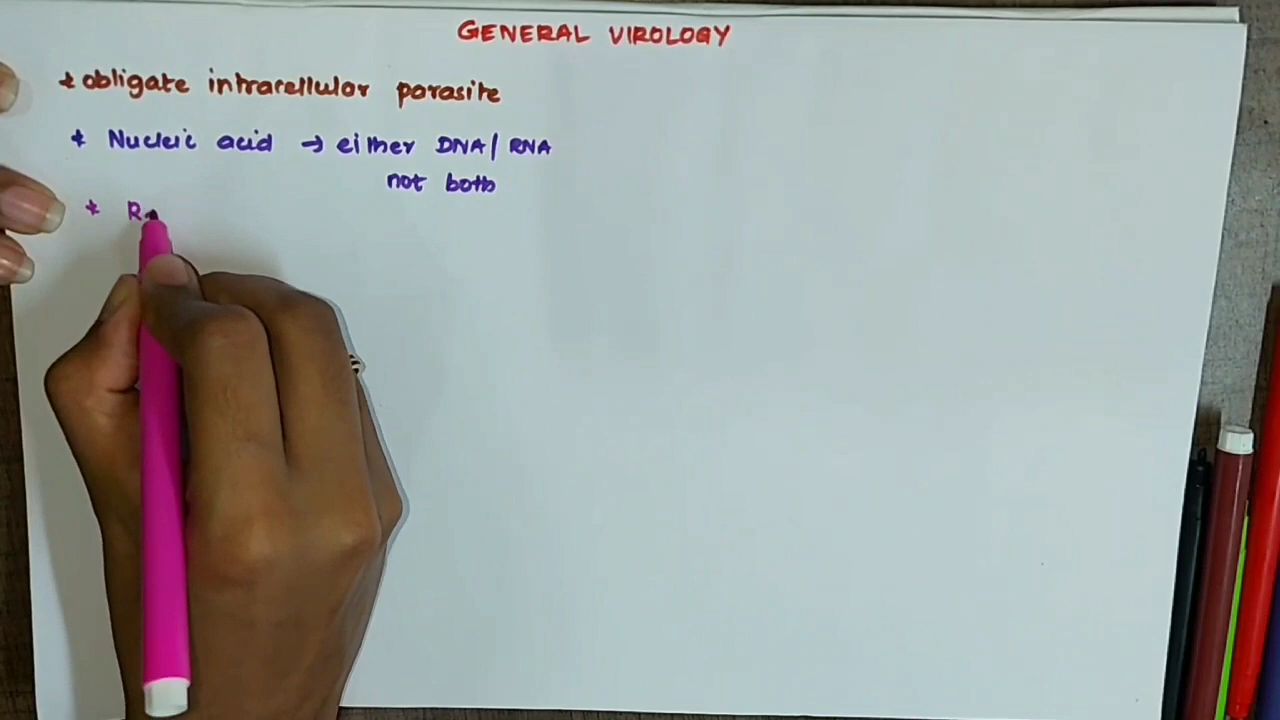 GENERAL VIROLOGY
* obligate intracellular parasite
* Nucleic acid → either DNA/ RNA
not both
* R